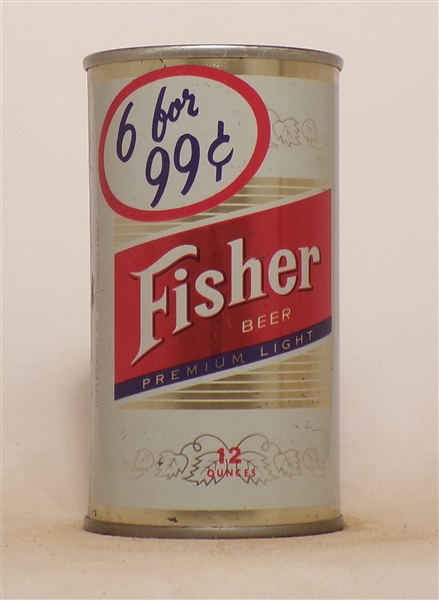 6 for
99¢
Fisher
BEER
PREMIUM LIGHT
12
OUNCES